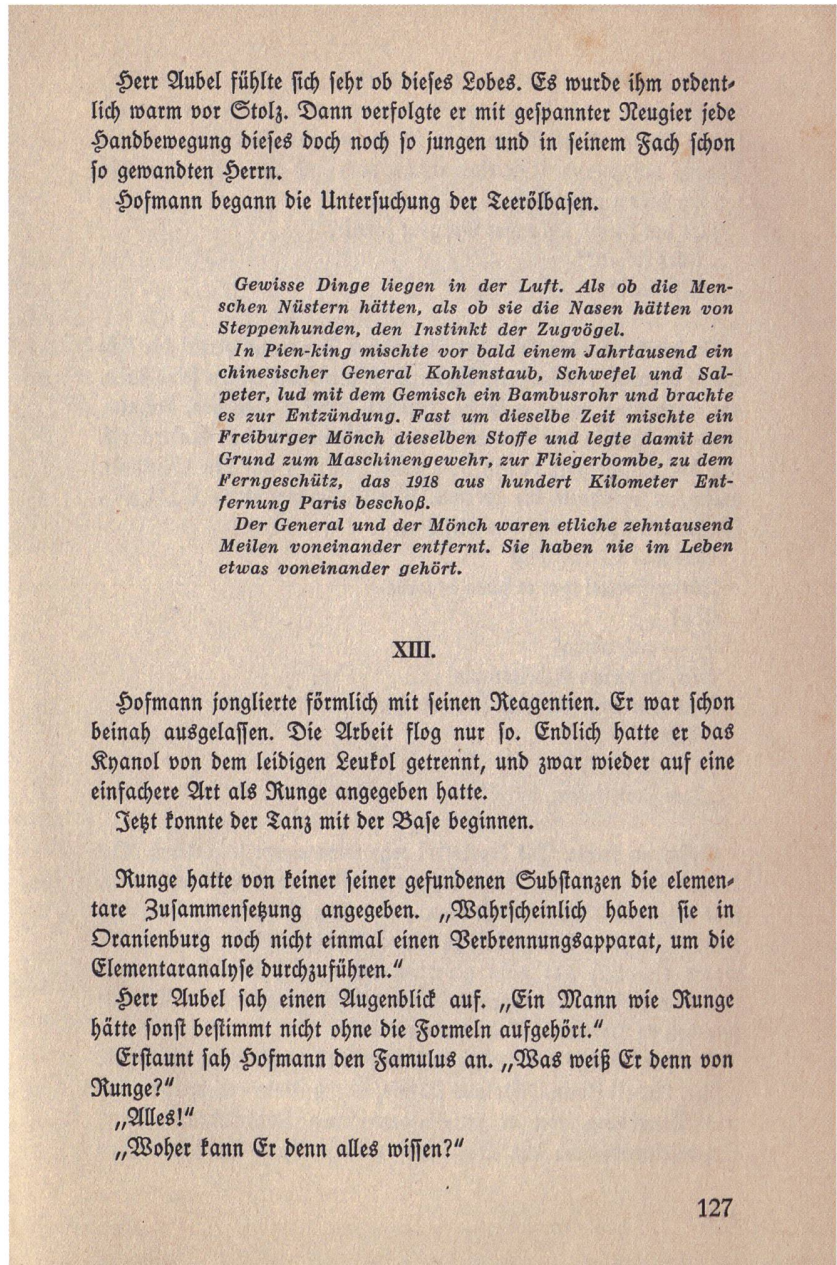 Herr Aubel fühlte sich sehr ob dieses Lobes. Es wurde ihm ordent-
lich warm vor Stolz. Dann verfolgte er mit gespannter Neugier jede
Handbewegung dieses doch noch so jungen und in seinem Fach schon
so gewandten Herrn.
Hofmann begann die Untersuchung der Teerölbasen.
Gewisse Dinge liegen in der Luft. Als ob die Men-
schen Nüstern hätten, als ob sie die Nasen hätten von
Steppenhunden, den Instinkt der Zugvögel.
In Pien-king mischte vor bald einem Jahrtausend ein
chinesischer General Kohlenstaub, Schwefel und Sal-
peter, lud mit dem Gemisch ein Bambusrohr und brachte
es zur Entzündung. Fast um dieselbe Zeit mischte ein
Freiburger Mönch dieselben Stoffe und legte damit den
Grund zum Maschinengewehr, zur Fliegerbombe, zu dem
Ferngeschütz, das 1918 aus hundert Kilometer Ent-
fernung Paris beschoß.
Der General und der Mönch waren etliche zehntausend
Meilen voneinander entfernt. Sie haben nie im Leben
etwas voneinander gehört.
XIII.
Hofmann jonglierte förmlich mit seinen Reagentien. Er war schon
beinah ausgelassen. Die Arbeit flog nur so. Endlich hatte er das
Kyanol von dem leidigen Leukol getrennt, und zwar wieder auf eine
einfachere Art als Runge angegeben hatte.
Jetzt konnte der Tanz mit der Base beginnen.
Runge hatte von keiner seiner gefundenen Substanzen die elemen-
tare Zusammensetzung angegeben. „Wahrscheinlich haben sie in
Oranienburg noch nicht einmal einen Verbrennungsapparat, um die
Elementaranalyse durchzuführen."
Herr Aubel sah einen Augenblick auf. „Ein Mann wie Runge
hätte sonst bestimmt nicht ohne die Formeln aufgehört."
Erstaunt sah Hofmann den Famulus an. „Was weiß Er denn von
Runge?"
„Alles!"
„Woher kann Er denn alles wissen?"
127